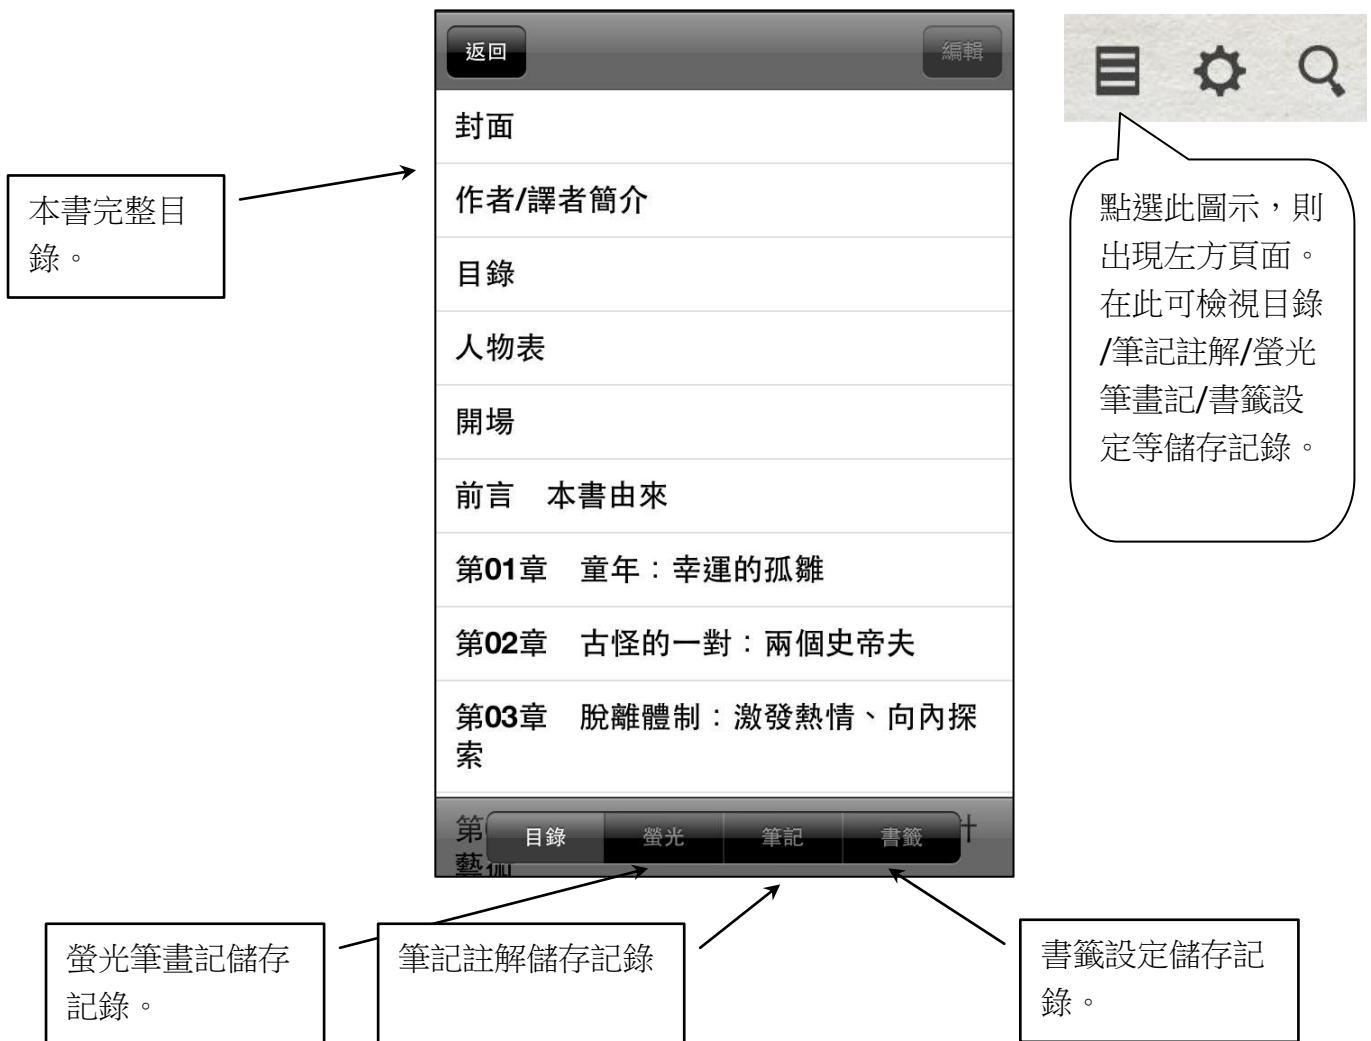 返回
編輯
封面
作者/譯者簡介
目錄
人物表
開場
前言　本書由來
第01章　童年：幸運的孤雛
第02章　古怪的一對：兩個史帝夫
第03章　脫離體制：激發熱情、向內探
索
第
計
藝術
目錄
螢光
筆記
書籤
本書完整目
錄。
點選此圖示，則
出現左方頁面。
在此可檢視目錄
/筆記註解/螢光
筆畫記/書籤設
定等儲存記錄。
螢光筆畫記儲存
記錄。
筆記註解儲存記錄
書籤設定儲存記
錄。